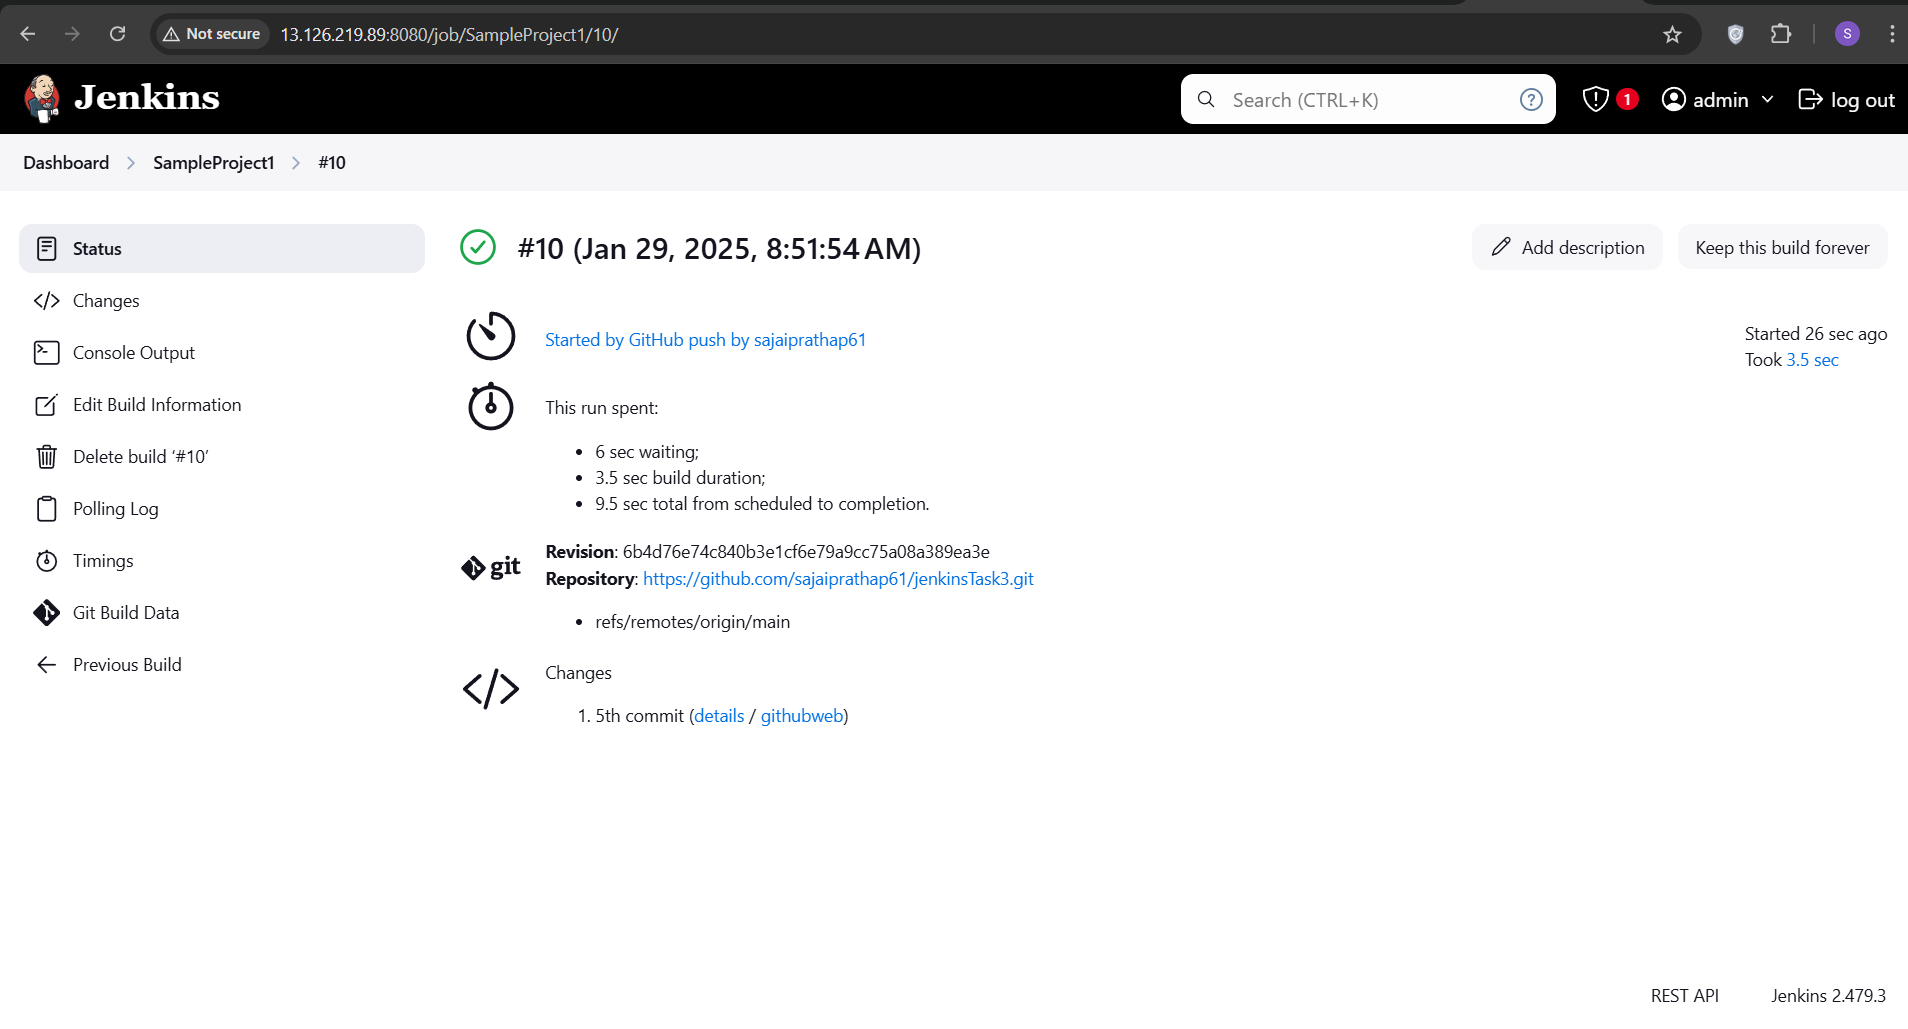 Not secure
13.126.219.89:8080/job/SampleProject1/10/
S
Jenkins
Search (CTRL+K)
?
1
admin
log out
Dashboard
SampleProject1
#10
Status
Changes
Console Output
Edit Build Information
Delete build ‘#10’
Polling Log
Timings
Git Build Data
Previous Build
#10 (Jan 29, 2025, 8:51:54 AM)
Add description
Keep this build forever
Started by GitHub push by sajaiprathap61
Started 26 sec ago
Took 3.5 sec
This run spent:
• 6 sec waiting;
• 3.5 sec build duration;
• 9.5 sec total from scheduled to completion.
git
Revision: 6b4d76e74c840b3e1cf6e79a9cc75a08a389ea3e
Repository: https://github.com/sajaiprathap61/jenkinsTask3.git
• refs/remotes/origin/main
Changes
1. 5th commit (details / githubweb)
REST API
Jenkins 2.479.3